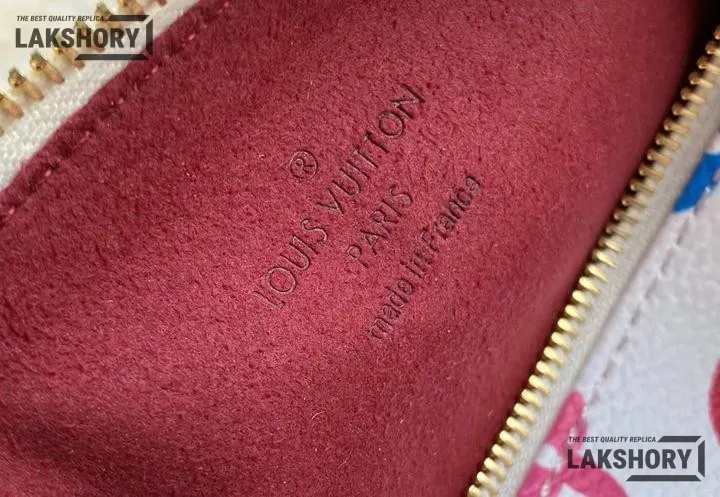 THE BEST QUALITY REPLICA
LAKSHORY
®
LOUIS VUITTON
PARIS
made in France
THE BEST QUALITY REPLICA
LAKSHORY